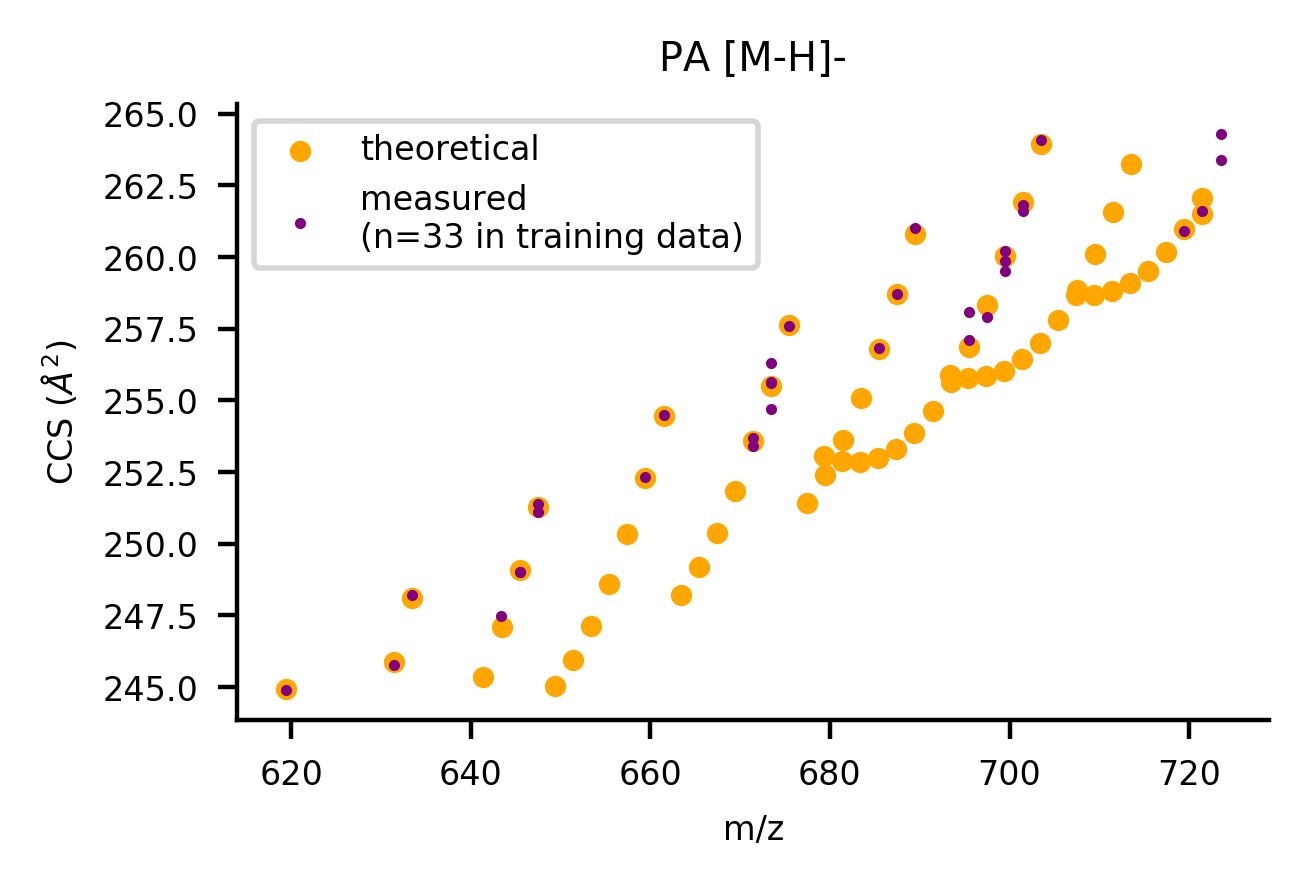 PA [M-H]-
265.0
262.5
260.0
257.5
255.0
252.5
250.0
247.5
245.0
CCS (Å²)
theoretical
measured
(n=33 in training data)
620 640 660 680 700 720
m/z